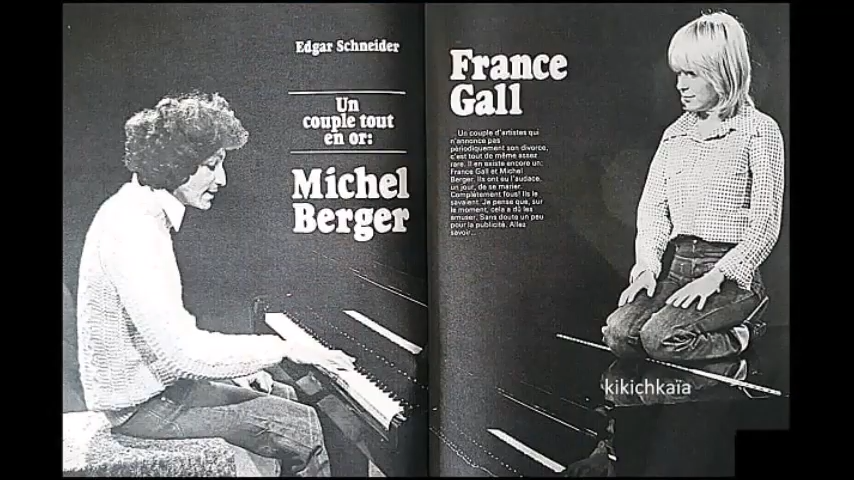 Edgar Schneider
Un
couple tout
en or:
Michel
Berger
France
Gall
Un couple d'artistes qui
n'annonce pas
périodiquement son divorce,
c'est tout de même assez
rare. Il en existe encore un:
France Gall et Michel
Berger. Ils ont eu l'audace,
un jour, de se marier.
Complètement fous! Ils le
savaient. Je pense que, sur
le moment, cela a dû les
amuser. Sans doute un peu
pour la publicité. Allez
savoir...
kikichkaïa